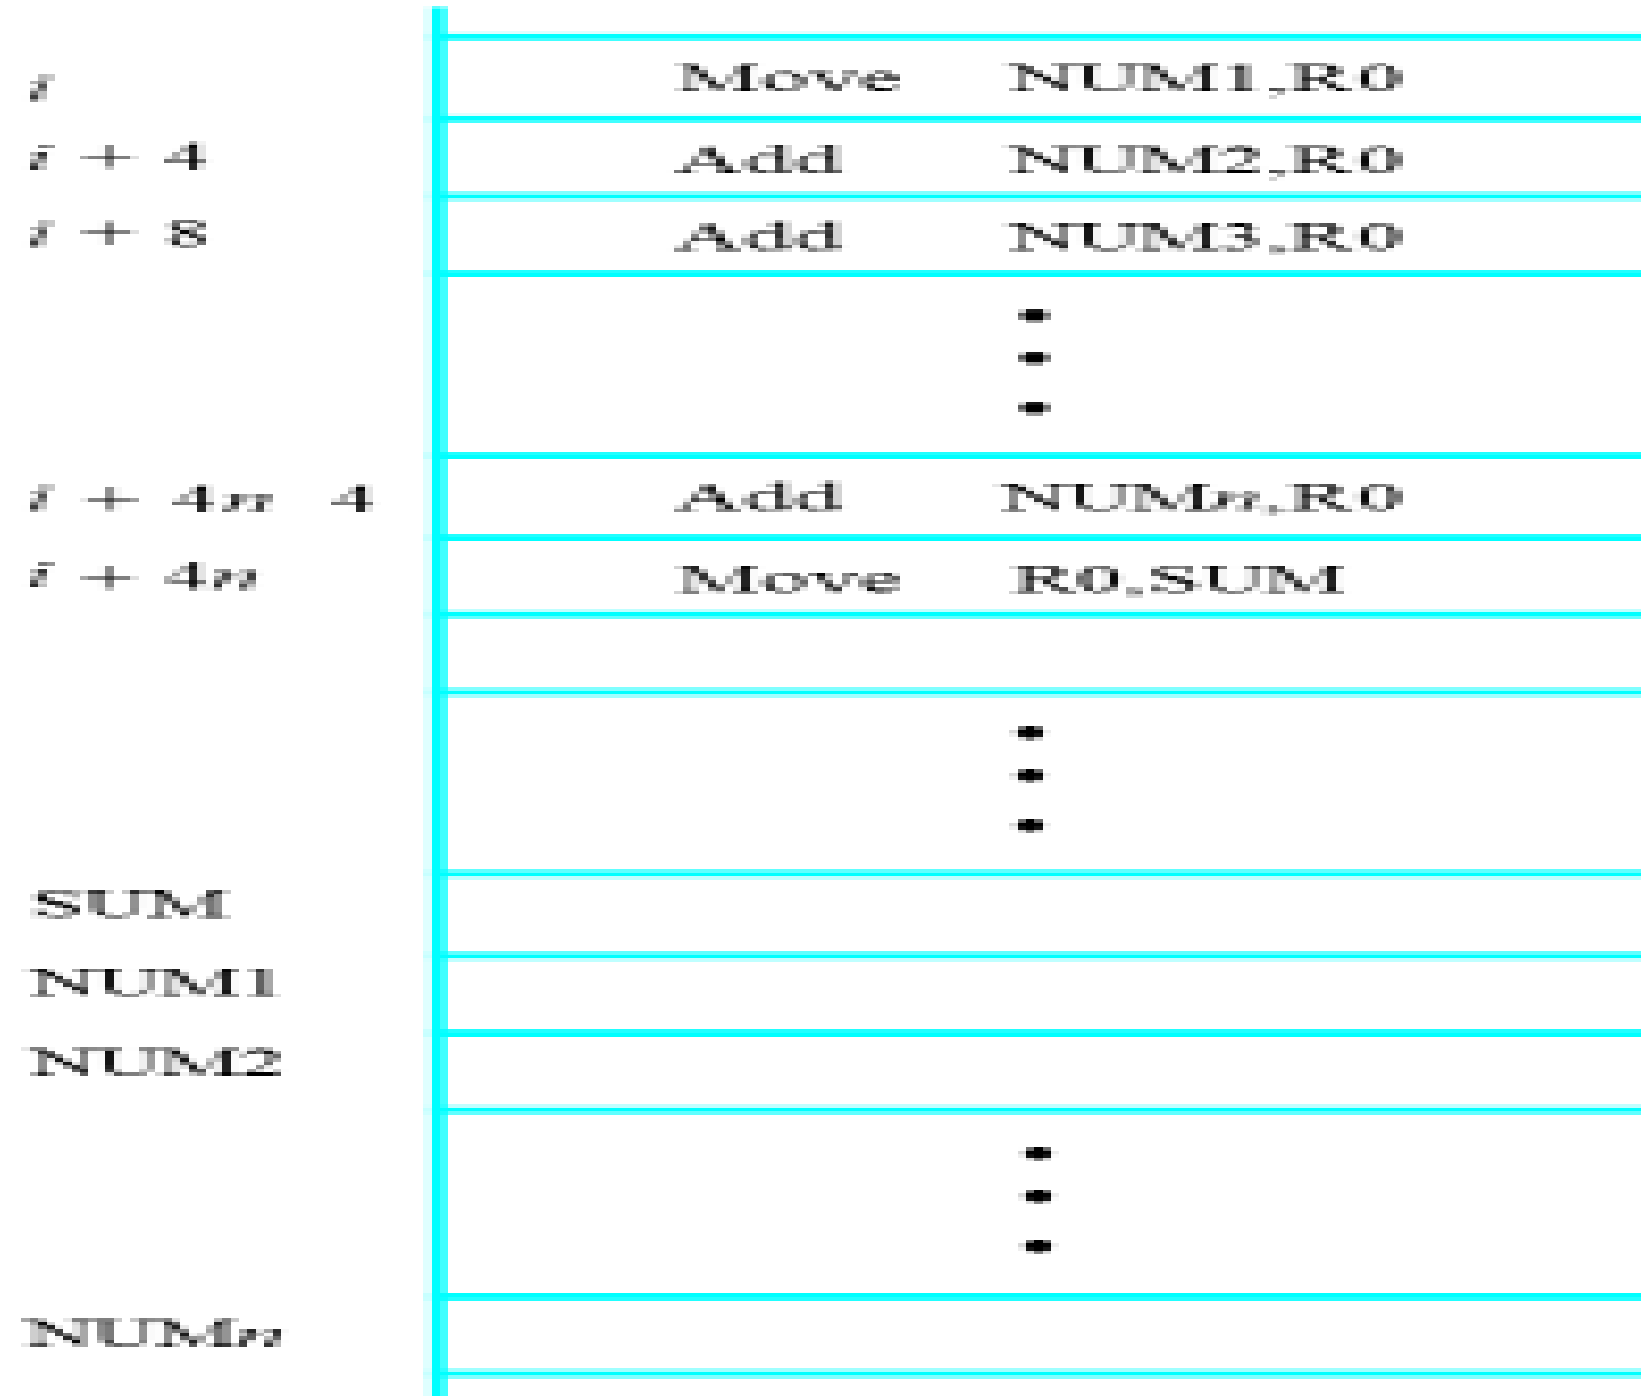 i Move NUM1,R0
i + 4 Add NUM2,R0
i + 8 Add NUM3,R0
i + 4n 4 Add NUMn,R0
i + 4n Move R0,SUM
SUM
NUM1
NUM2
NUMn